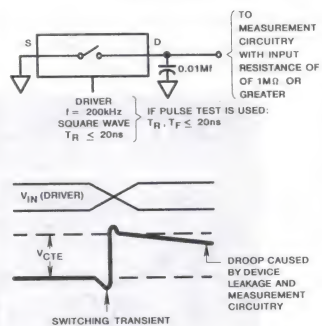 TO
MEASUREMENT
CIRCUITRY
WITH INPUT
RESISTANCE OF
OF 1MΩ OR
GREATER
S
D
0.01Mf
DRIVER
f = 200kHz
SQUARE WAVE
TR ≤ 20ns
IF PULSE TEST IS USED:
TR, TF ≤ 20ns
VIN (DRIVER)
VCTE
DROOP CAUSED
BY DEVICE
LEAKAGE AND
MEASUREMENT
CIRCUITRY
SWITCHING TRANSIENT